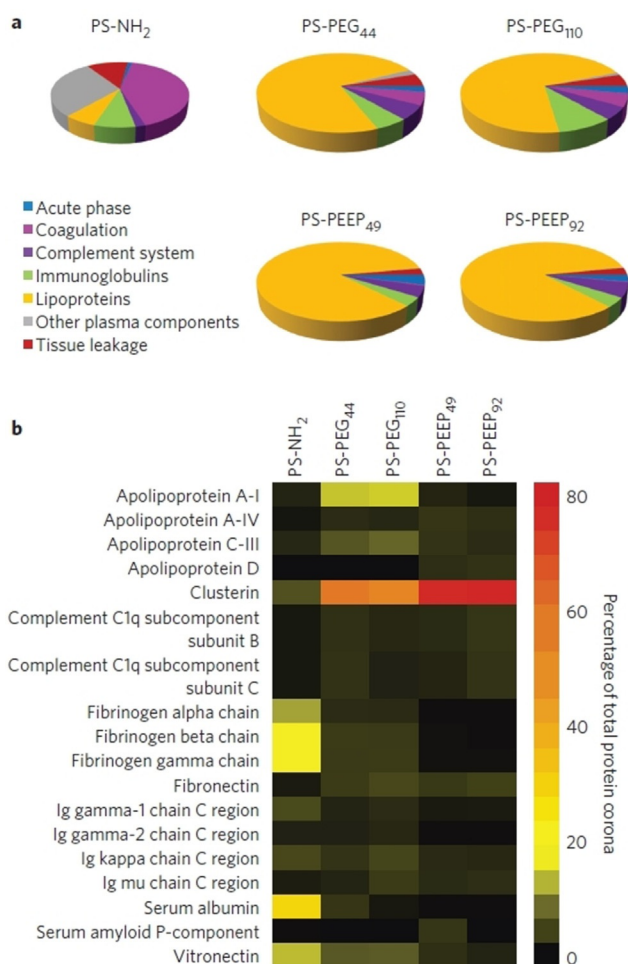 a
PS-NH2
PS-PEG44
PS-PEG110
Acute phase
Coagulation
Complement system
Immunoglobulins
Lipoproteins
Other plasma components
Tissue leakage
PS-PEEP49
PS-PEEP92
b
PS-NH2
PS-PEG44
PS-PEG110
PS-PEEP49
PS-PEEP92
Apolipoprotein A-I
Apolipoprotein A-IV
Apolipoprotein C-III
Apolipoprotein D
Clusterin
Complement C1q subcomponent
subunit B
Complement C1q subcomponent
subunit C
Fibrinogen alpha chain
Fibrinogen beta chain
Fibrinogen gamma chain
Fibronectin
Ig gamma-1 chain C region
Ig gamma-2 chain C region
Ig kappa chain C region
Ig mu chain C region
Serum albumin
Serum amyloid P-component
Vitronectin
80
60
40
20
0
Percentage of total protein corona